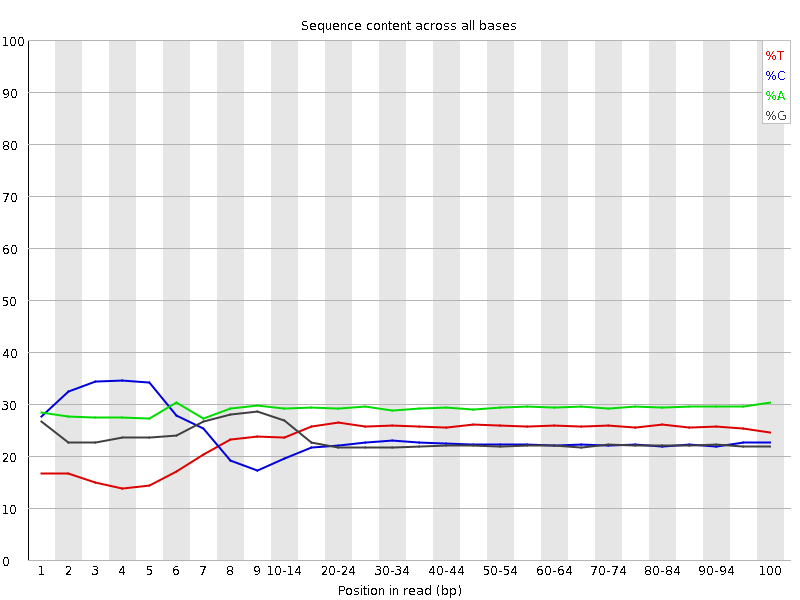 Sequence content across all bases
%T
%C
%A
%G
100
90
80
70
60
50
40
30
20
10
0
1 2 3 4 5 6 7 8 9 10-14 20-24 30-34 40-44 50-54 60-64 70-74 80-84 90-94 100
Position in read (bp)